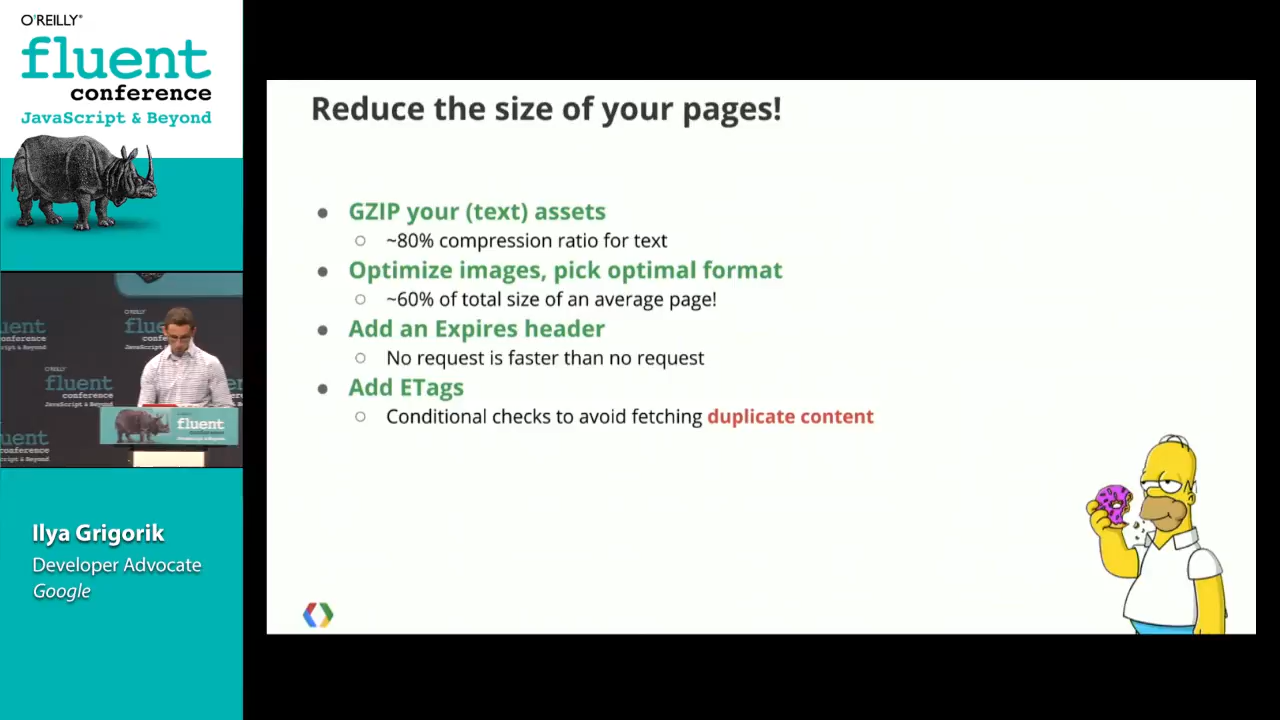 O'REILLY®
fluent
conference
JavaScript & Beyond
Reduce the size of your pages!
● GZIP your (text) assets
○ ~80% compression ratio for text
● Optimize images, pick optimal format
○ ~60% of total size of an average page!
● Add an Expires header
○ No request is faster than no request
● Add ETags
○ Conditional checks to avoid fetching duplicate content
O'REILLY
fluent
conference
fluent
fluent
Ilya Grigorik
Developer Advocate
Google